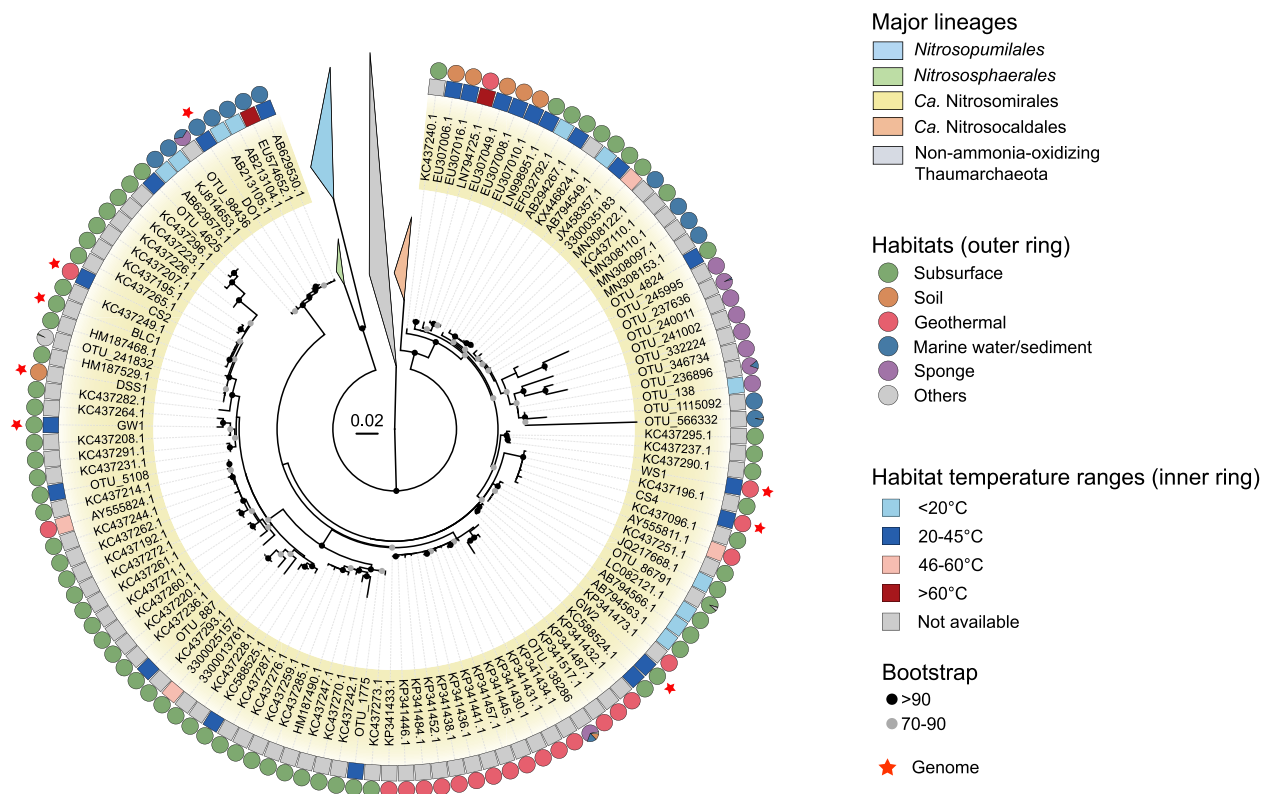 KC437240.1
EU307006.1
EU307016.1
LN794725.1
EU307049.1
EU307008.1
EU307010.1
LN998951.1
EF032792.1
AB294267.1
KX446824.1
AB794549.1
JX458357.1
3300035183
MN308122.1
KC437110.1
MN308110.1
MN308097.1
MN308153.1
OTU_4824
OTU_245995
OTU_237636
OTU_240011
OTU_241002
OTU_332224
OTU_346734
OTU_236896
OTU_138
OTU_1115092
OTU_566332
KC437295.1
KC437237.1
KC437290.1
WS1
KC437196.1
CS4
KC437096.1
AY555811.1
KC437251.1
JQ217668.1
OTU_86791
LC082121.1
AB794566.1
AB794563.1
KP341473.1
GW2
KC588524.1
KP341432.1
KP341487.1
KP341517.1
OTU_138286
KP341434.1
KP341431.1
KP341430.1
KP341445.1
KP341457.1
KP341441.1
KP341436.1
KP341438.1
KP341452.1
KP341484.1
KP341446.1
KP341433.1
KC437273.1
OTU_1775
KC437242.1
KC437270.1
KC437247.1
HM187490.1
KC437285.1
KC437259.1
KC437276.1
KC437287.1
KC588525.1
KC437228.1
3300013761
3300025157
KC437293.1
OTU_887
KC437236.1
KC437220.1
KC437260.1
KC437271.1
KC437261.1
KC437272.1
KC437192.1
KC437262.1
KC437244.1
AY555824.1
KC437214.1
OTU_5108
KC437231.1
KC437291.1
KC437208.1
GW1
KC437264.1
KC437282.1
DSS1
HM187529.1
OTU_241832
HM187468.1
BLC1
KC437249.1
CS2
KC437265.1
KC437195.1
KC437207.1
KC437226.1
KC437223.1
KC437296.1
OTU_4625
AB629575.1
KJ814653.1
OTU_98436
DO1
AB213105.1
AB213104.1
EU574652.1
AB629530.1
0.02
Major lineages
Nitrosopumilales
Nitrososphaerales
Ca. Nitrosomirales
Ca. Nitrosocaldales
Non-ammonia-oxidizing
Thaumarchaeota
Habitats (outer ring)
Subsurface
Soil
Geothermal
Marine water/sediment
Sponge
Others
Habitat temperature ranges (inner ring)
<20°C
20-45°C
46-60°C
>60°C
Not available
Bootstrap
>90
70-90
Genome